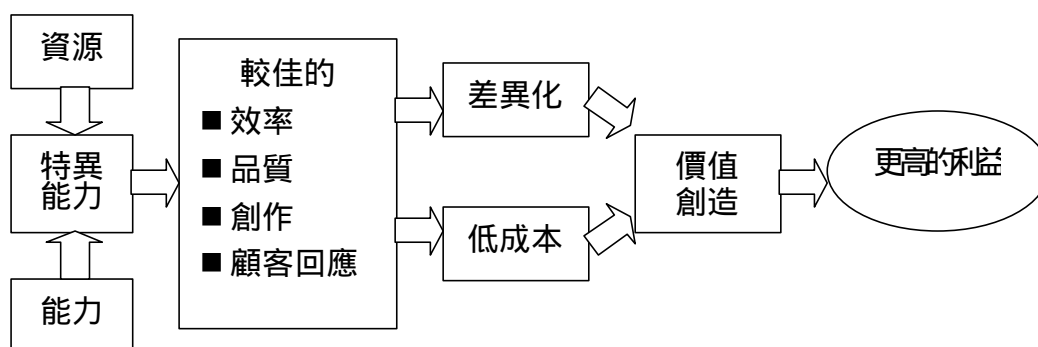 資源
特異
能力
能力
較佳的
■ 效率
■ 品質
■ 創作
■ 顧客回應
差異化
低成本
價值
創造
更高的利益